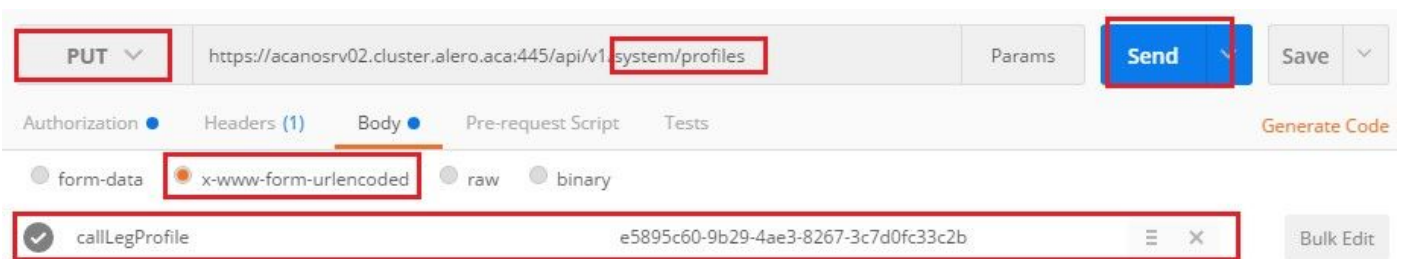 PUT https://acanosrv02.cluster.alero.aca:445/api/v1/system/profiles Params Send Save
Authorization Headers (1) Body Pre-request Script Tests Generate Code
form-data x-www-form-urlencoded raw binary
callLegProfile e5895c60-9b29-4ae3-8267-3c7d0fc33c2b Bulk Edit